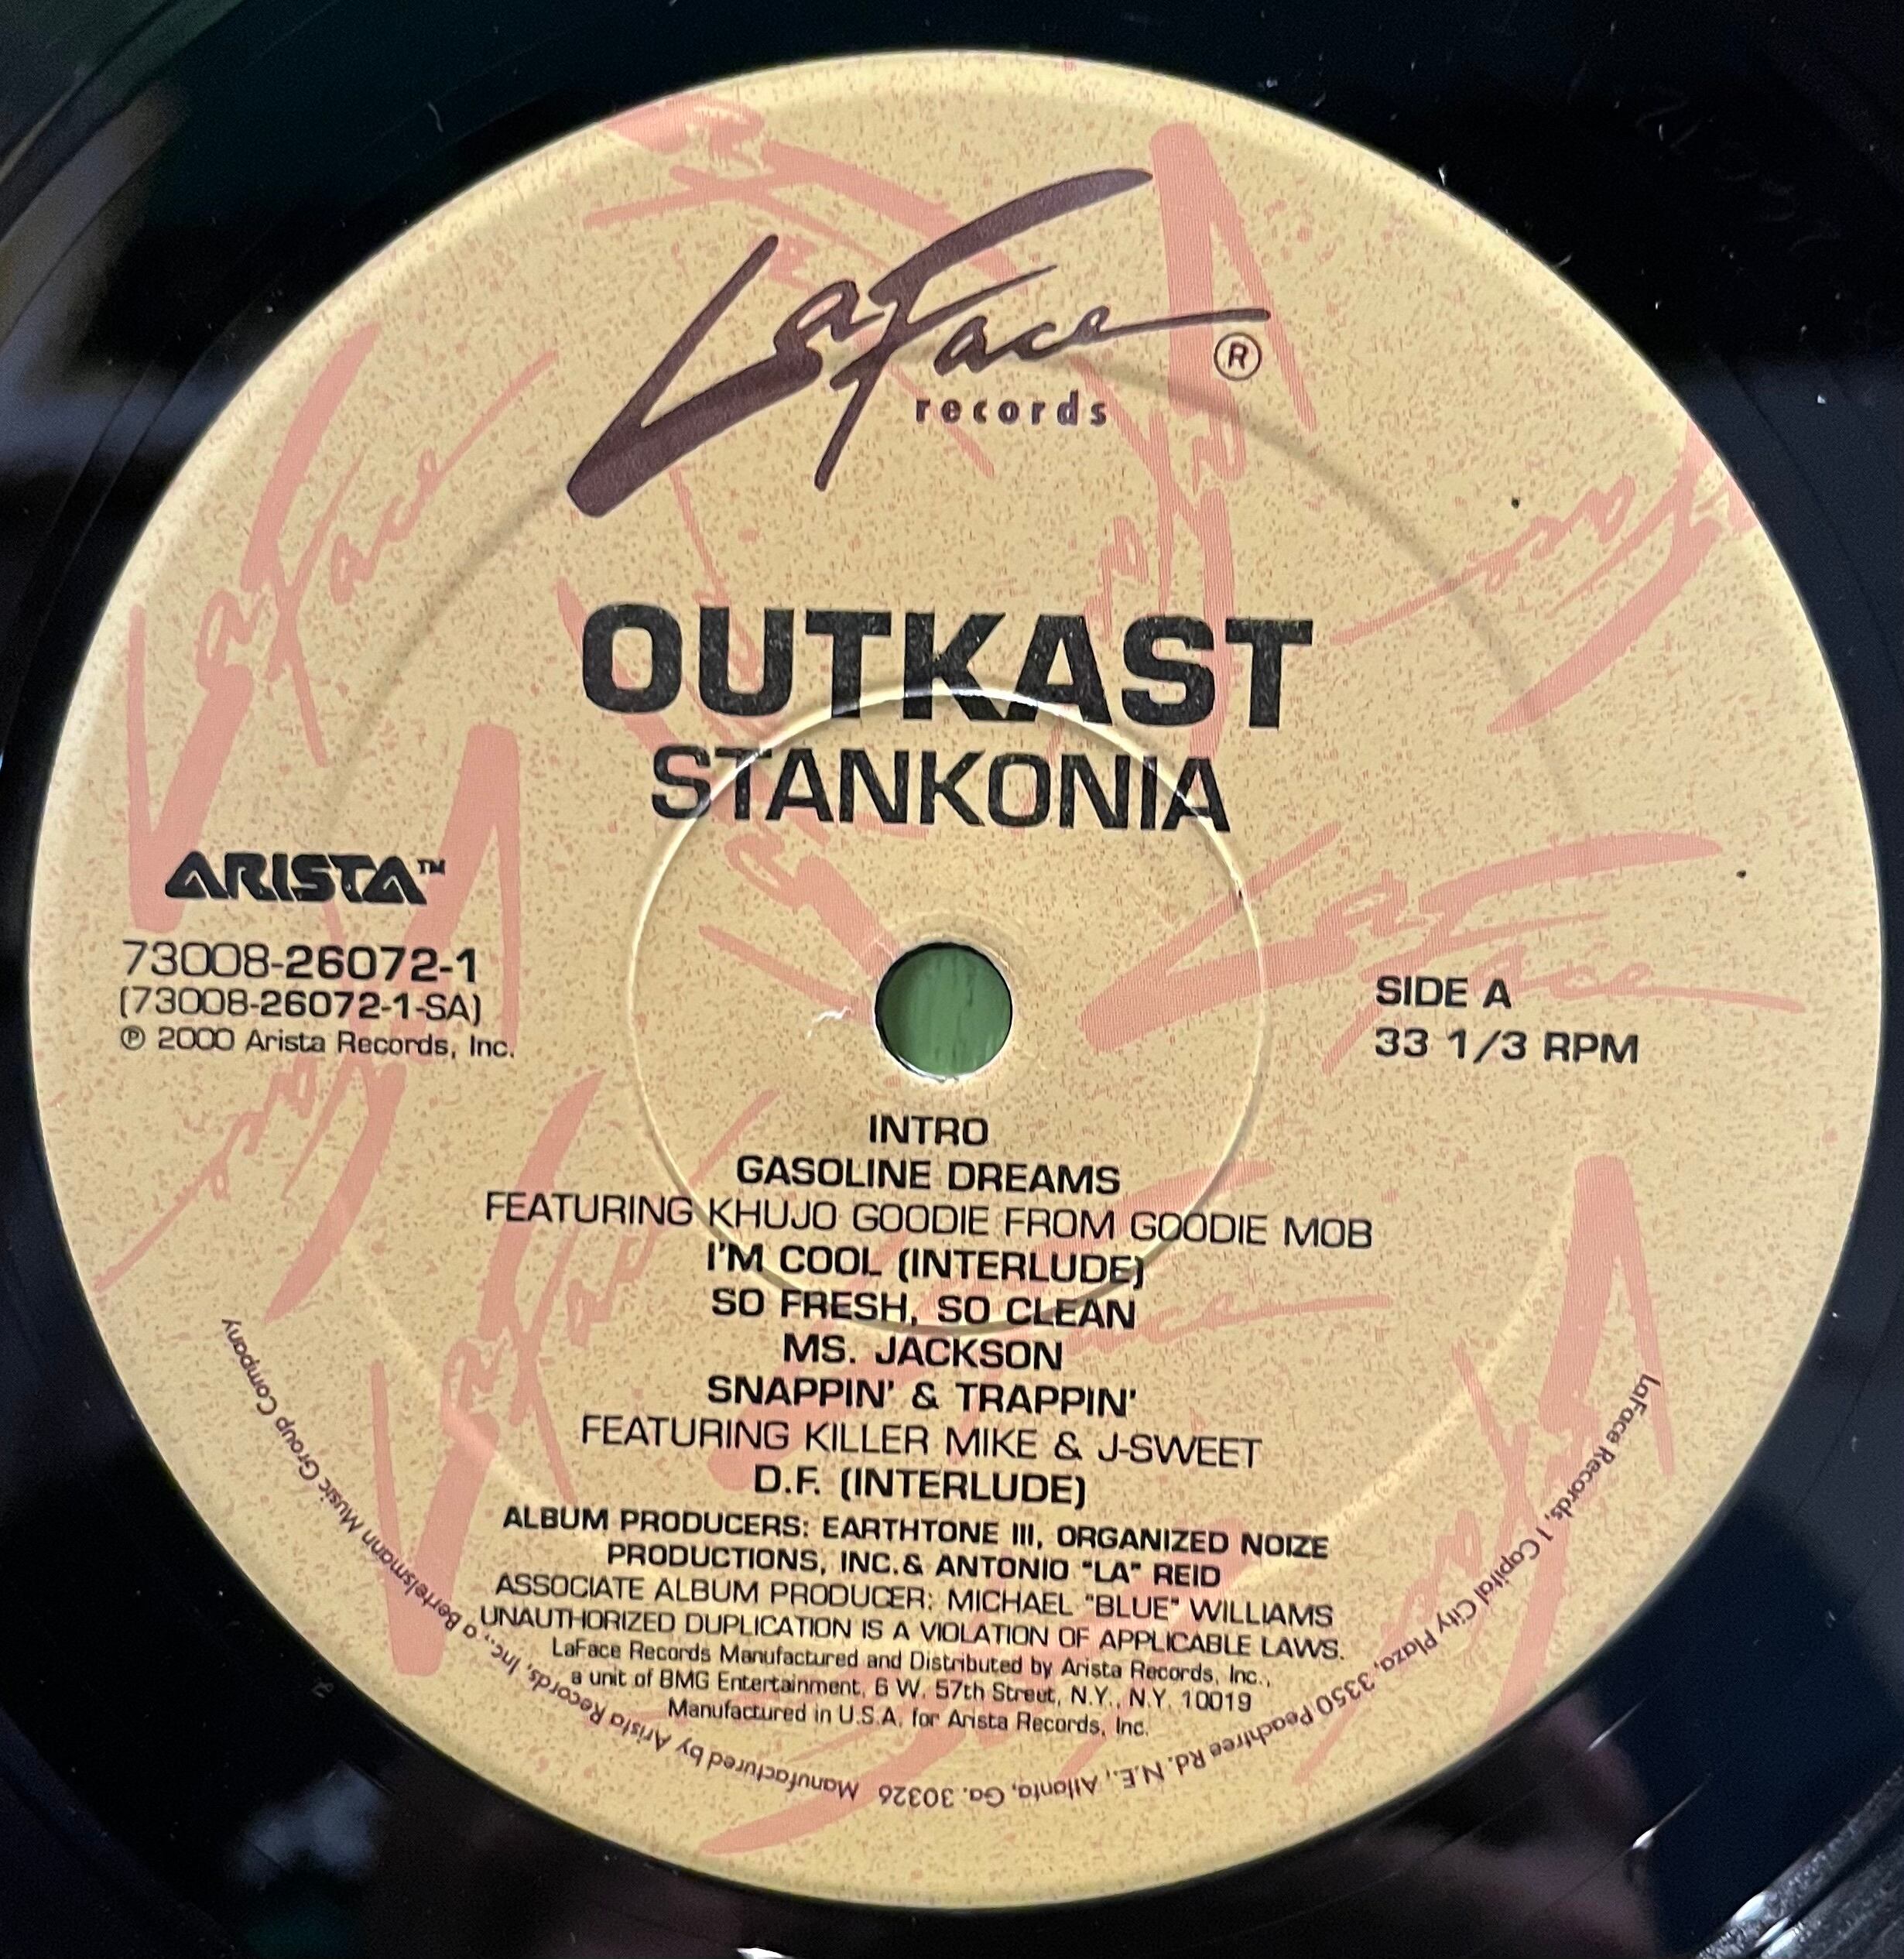 LaFace
records
®
OUTKAST
STANKONIA
ARISTA™
73008-26072-1
(73008-26072-1-SA)
℗ 2000 Arista Records, Inc.
SIDE A
33 1/3 RPM
INTRO
GASOLINE DREAMS
FEATURING KHUJO GOODIE FROM GOODIE MOB
I'M COOL (INTERLUDE)
SO FRESH, SO CLEAN
MS. JACKSON
SNAPPIN' & TRAPPIN'
FEATURING KILLER MIKE & J-SWEET
D.F. (INTERLUDE)
ALBUM PRODUCERS: EARTHTONE III, ORGANIZED NOIZE
PRODUCTIONS, INC.& ANTONIO "LA" REID
ASSOCIATE ALBUM PRODUCER: MICHAEL "BLUE" WILLIAMS
UNAUTHORIZED DUPLICATION IS A VIOLATION OF APPLICABLE LAWS.
LaFace Records Manufactured and Distributed by Arista Records, Inc.,
a unit of BMG Entertainment, 6 W. 57th Street, N.Y., N.Y. 10019
Manufactured in U.S.A. for Arista Records, Inc.
LaFace Records, 1 Capital City Plaza, 3350 Peachtree Rd. N.E., Atlanta, Ga. 30326 Manufactured by Arista Records, Inc., a Bertelsmann Music Group Company